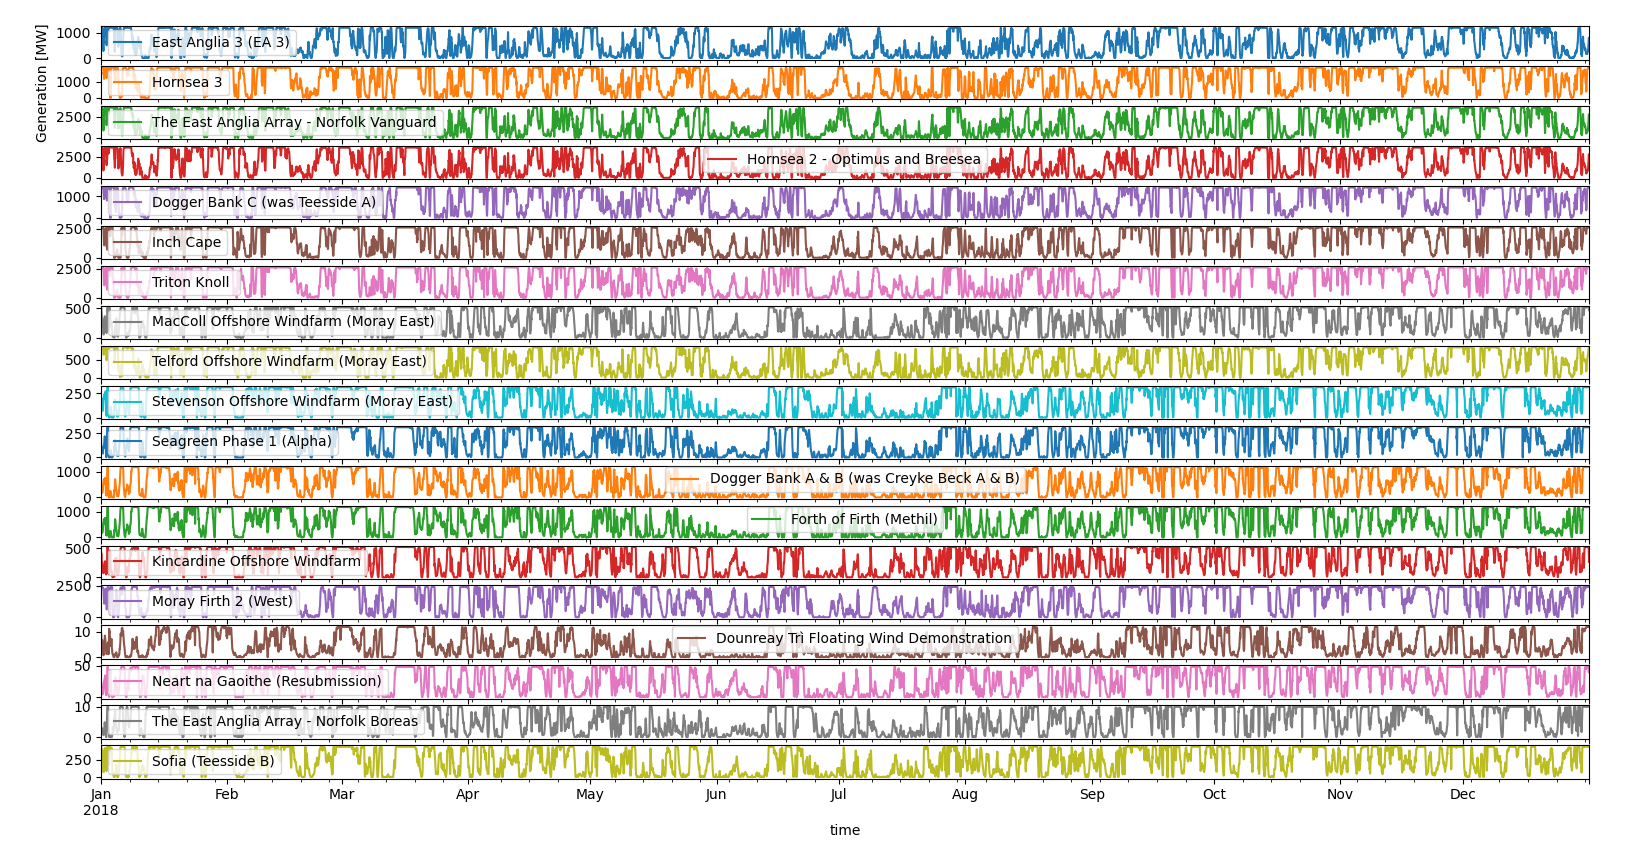 Generation [MW]
1000
0
East Anglia 3 (EA 3)
1000
0
Hornsea 3
2500
0
The East Anglia Array - Norfolk Vanguard
2500
0
Hornsea 2 - Optimus and Breesea
1000
0
Dogger Bank C (was Teesside A)
2500
0
Inch Cape
2500
0
Triton Knoll
500
0
MacColl Offshore Windfarm (Moray East)
500
0
Telford Offshore Windfarm (Moray East)
250
0
Stevenson Offshore Windfarm (Moray East)
250
0
Seagreen Phase 1 (Alpha)
1000
0
Dogger Bank A & B (was Creyke Beck A & B)
1000
0
Forth of Firth (Methil)
500
0
Kincardine Offshore Windfarm
2500
0
Moray Firth 2 (West)
10
0
Dounreay Tri Floating Wind Demonstration
50
0
Neart na Gaoithe (Resubmission)
10
0
The East Anglia Array - Norfolk Boreas
250
0
Sofia (Teesside B)
Jan Feb Mar Apr May Jun Jul Aug Sep Oct Nov Dec
2018
time